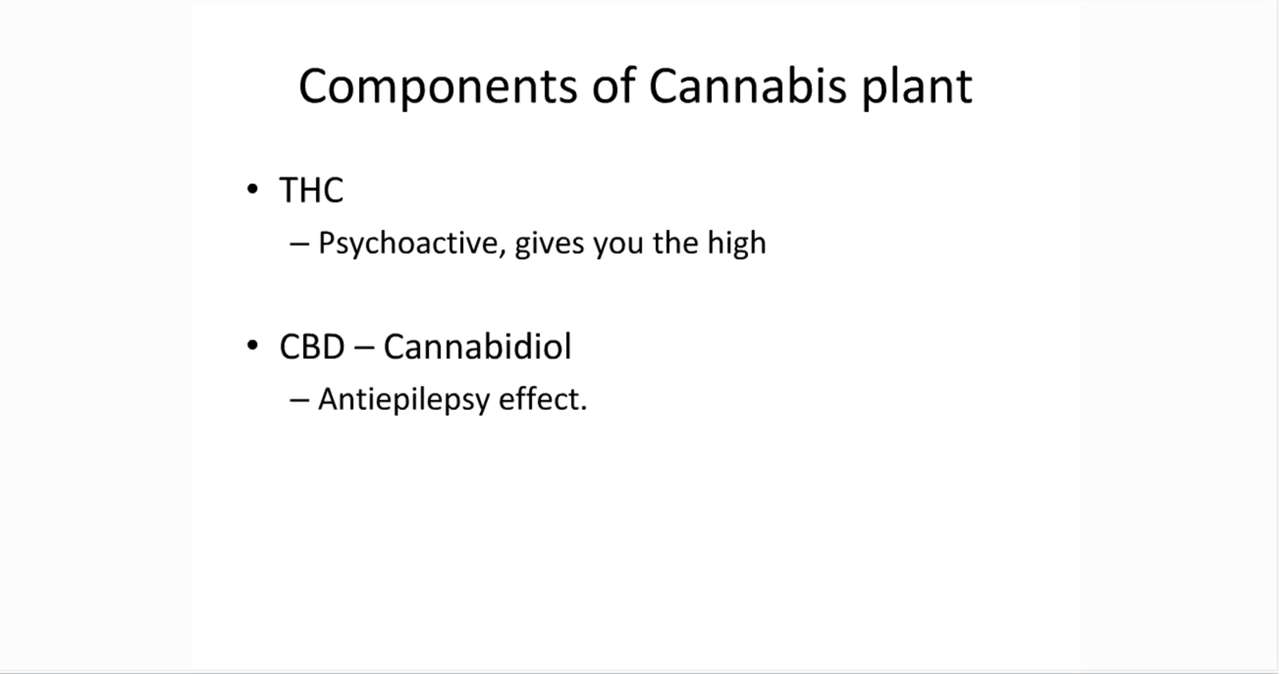 Components of Cannabis plant
• THC
– Psychoactive, gives you the high
• CBD – Cannabidiol
– Antiepilepsy effect.